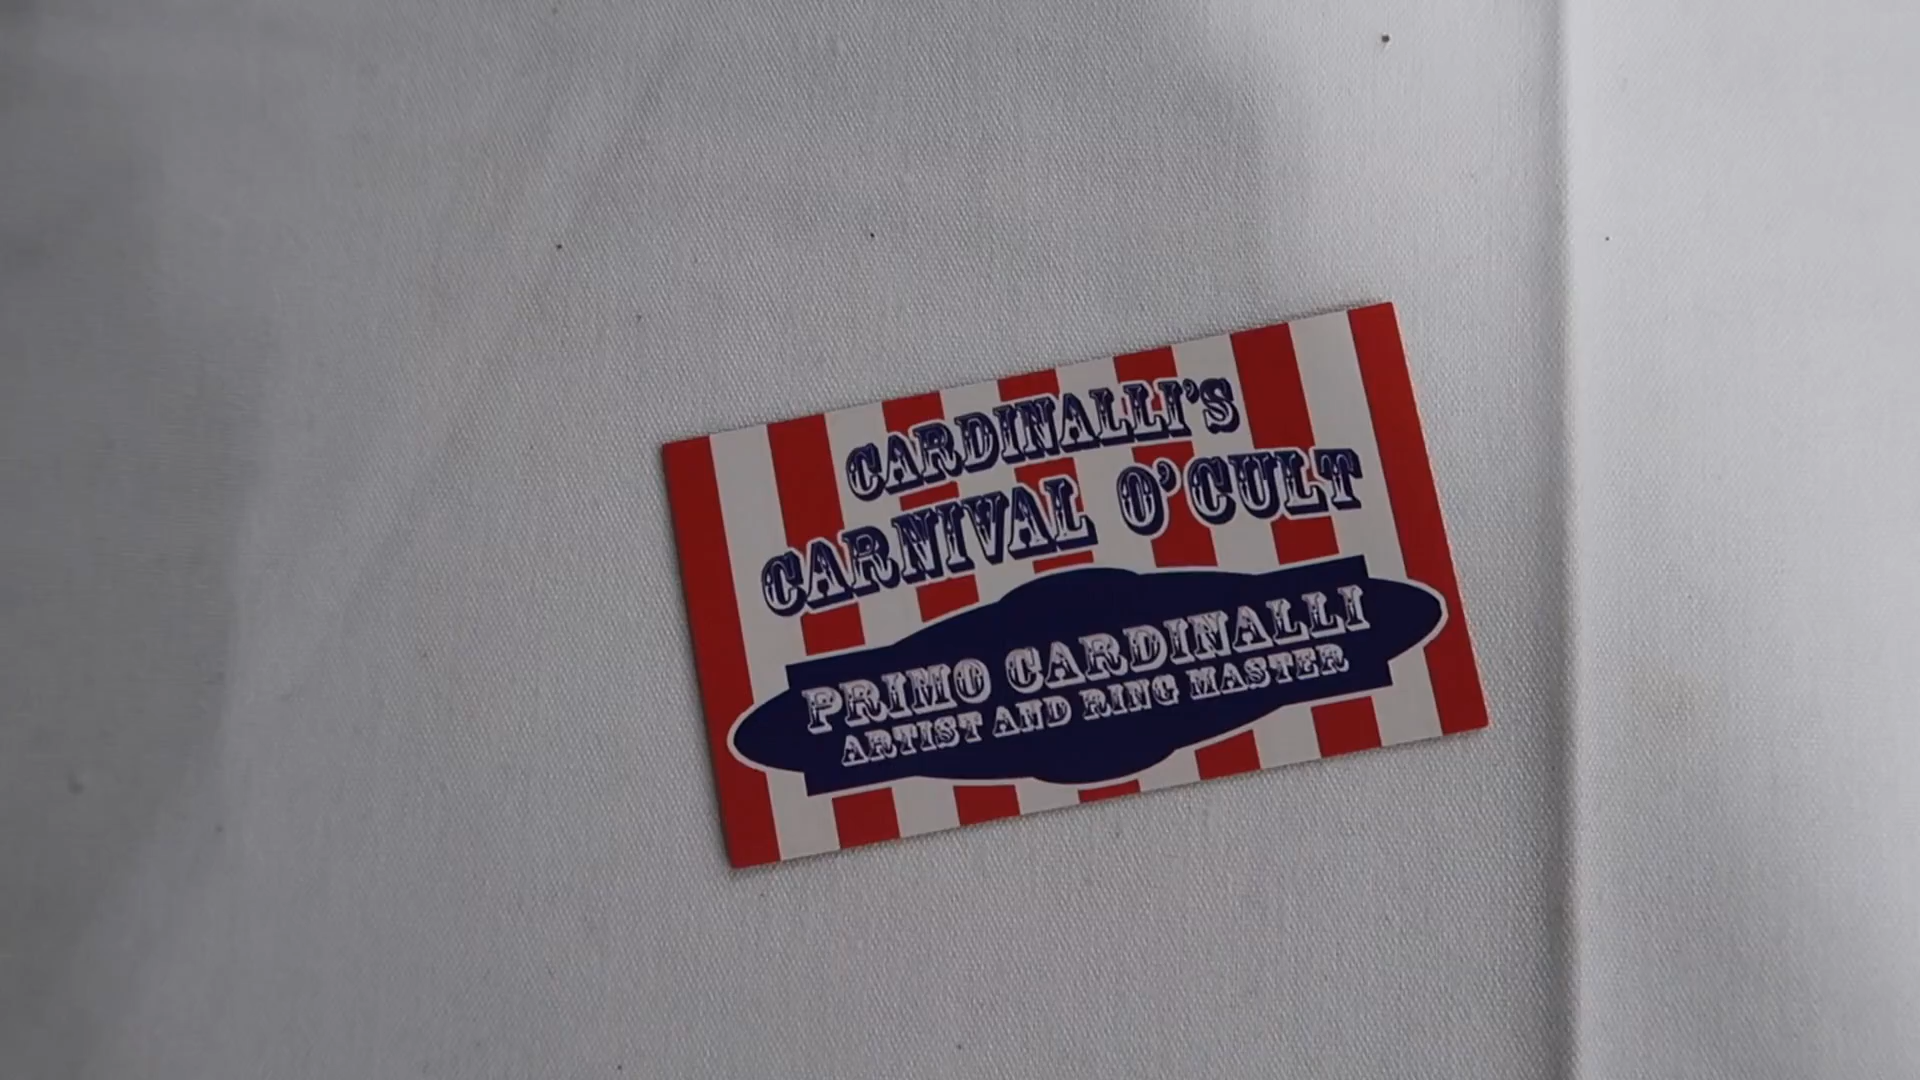 CARDINALLI'S
CARNIVAL O'CULT
PRIMO CARDINALLI
ARTIST AND RING MASTER